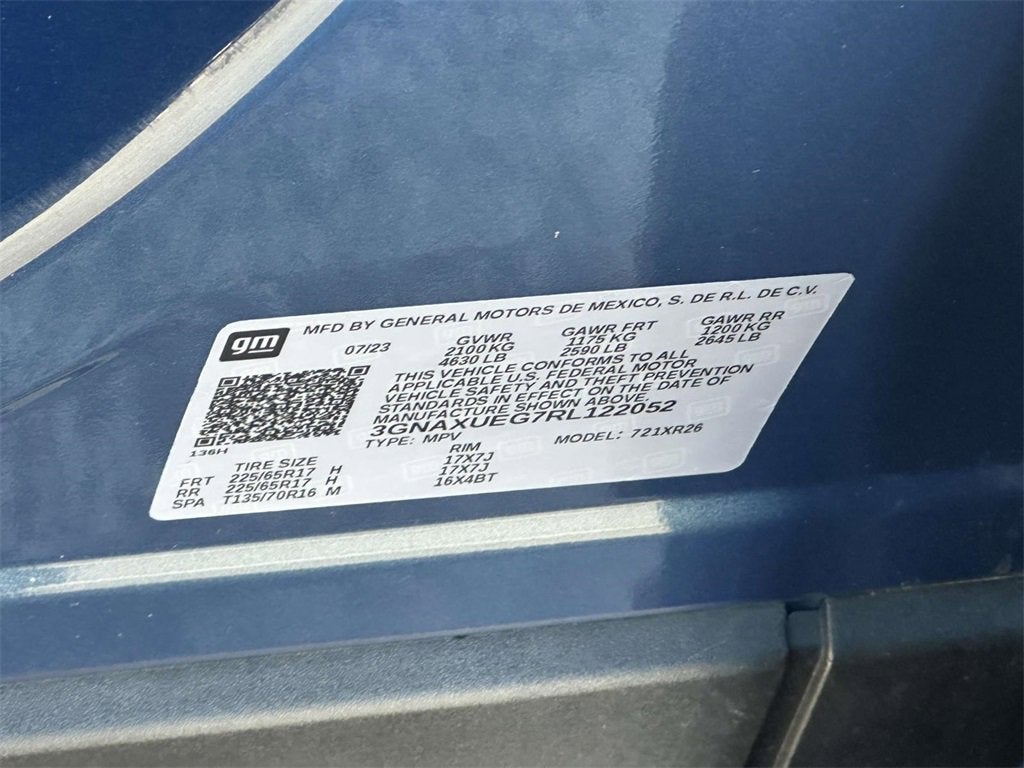 gm
MFD BY GENERAL MOTORS DE MEXICO, S. DE R.L. DE C.V.
07/23 GVWR GAWR FRT GAWR RR
2100 KG 1175 KG 1200 KG
4630 LB 2590 LB 2645 LB
THIS VEHICLE CONFORMS TO ALL
APPLICABLE U.S. FEDERAL MOTOR
VEHICLE SAFETY AND THEFT PREVENTION
STANDARDS IN EFFECT ON THE DATE OF
MANUFACTURE SHOWN ABOVE.
3GNAXUEG7RL122052
TYPE: MPV MODEL: 721XR26
136H
TIRE SIZE RIM
FRT 225/65R17 H 17X7J
RR 225/65R17 H 17X7J
SPA T135/70R16 M 16X4BT